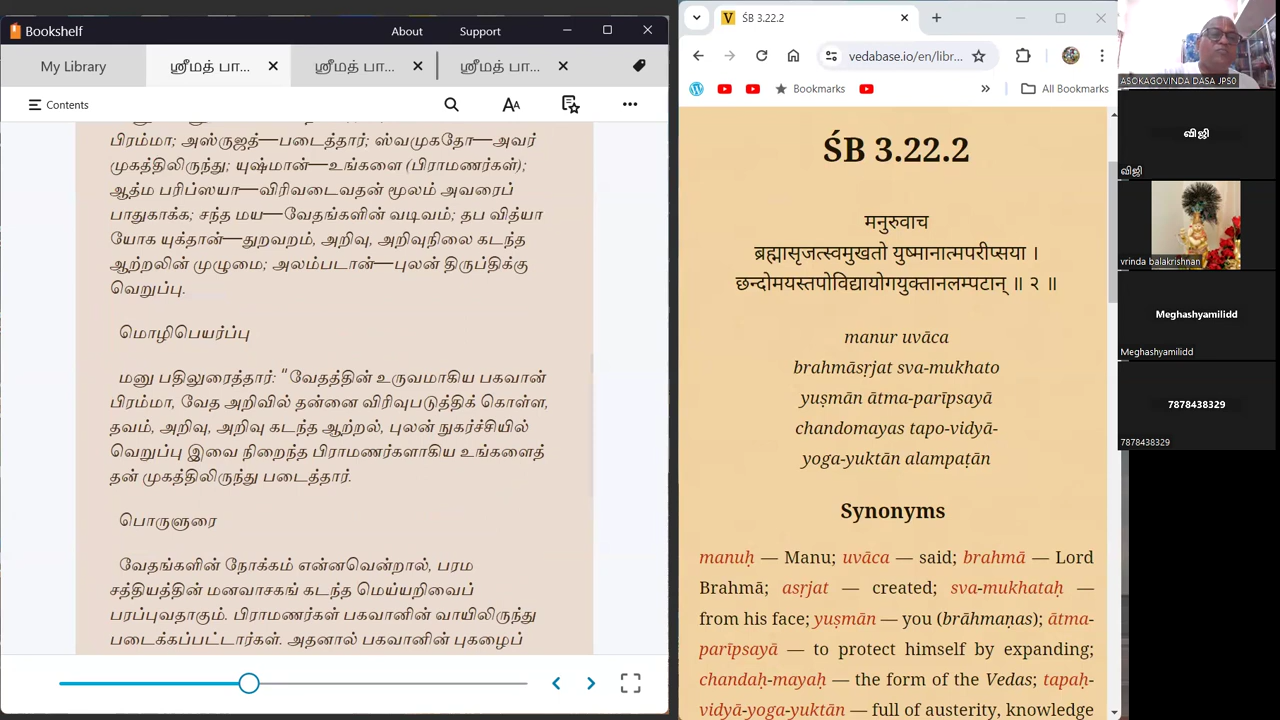 Bookshelf
About
Support
My Library
ஸ்ரீமத் பா...
ஸ்ரீமத் பா...
ஸ்ரீமத் பா...
Contents
பிரம்மா; அஸ்ருஜத்—படைத்தார்; ஸ்வமுகதோ—அவர்
முகத்திலிருந்து; யுஷ்மான்—உங்களை (பிராமணர்கள்);
ஆத்ம பரிப்ஸயா—விரிவடைவதன் மூலம் அவரைப்
பாதுகாக்க; சந்த மய—வேதங்களின் வடிவம்; தப வித்யா
யோக யுக்தான்—துறவறம், அறிவு, அறிவுநிலை கடந்த
ஆற்றலின் முழுமை; அலம்படான்—புலன் திருப்திக்கு
வெறுப்பு.
மொழிபெயர்ப்பு
மனு பதிலுரைத்தார்: “வேதத்தின் உருவமாகிய பகவான்
பிரம்மா, வேத அறிவில் தன்னை விரிவுபடுத்திக் கொள்ள,
தவம், அறிவு, அறிவு கடந்த ஆற்றல், புலன் நுகர்ச்சியில்
வெறுப்பு இவை நிறைந்த பிராமணர்களாகிய உங்களைத்
தன் முகத்திலிருந்து படைத்தார்.
பொருளுரை
வேதங்களின் நோக்கம் என்னவென்றால், பரம
சத்தியத்தின் மனவாசகங் கடந்த மெய்யறிவைப்
பரப்புவதாகும். பிராமணர்கள் பகவானின் வாயிலிருந்து
படைக்கப்பட்டார்கள். அதனால் பகவானின் புகழைப்
ŚB 3.22.2
vedabase.io/en/libr...
Bookmarks
All Bookmarks
ŚB 3.22.2
मनुरुवाच
ब्रह्मासृजत्स्वमुखतो युष्मानात्मपरीप्सया ।
छन्दोमयस्तपोविद्यायोगयुक्तानलम्पटान् ॥ २ ॥
manur uvāca
brahmāsṛjat sva-mukhato
yuṣmān ātma-parīpsayā
chandomayas tapo-vidyā-
yoga-yuktān alampaṭān
Synonyms
manuḥ — Manu; uvāca — said; brahmā — Lord
Brahmā; asṛjat — created; sva-mukhataḥ —
from his face; yuṣmān — you (brāhmaṇas); ātma-
parīpsayā — to protect himself by expanding;
chandaḥ-mayaḥ — the form of the Vedas; tapaḥ-
vidyā-yoga-yuktān — full of austerity, knowledge
ASOKAGOVINDA DASA JPS0
விஜி
விஜி
vrinda balakrishnan
Meghashyamilidd
Meghashyamilidd
7878438329
7878438329